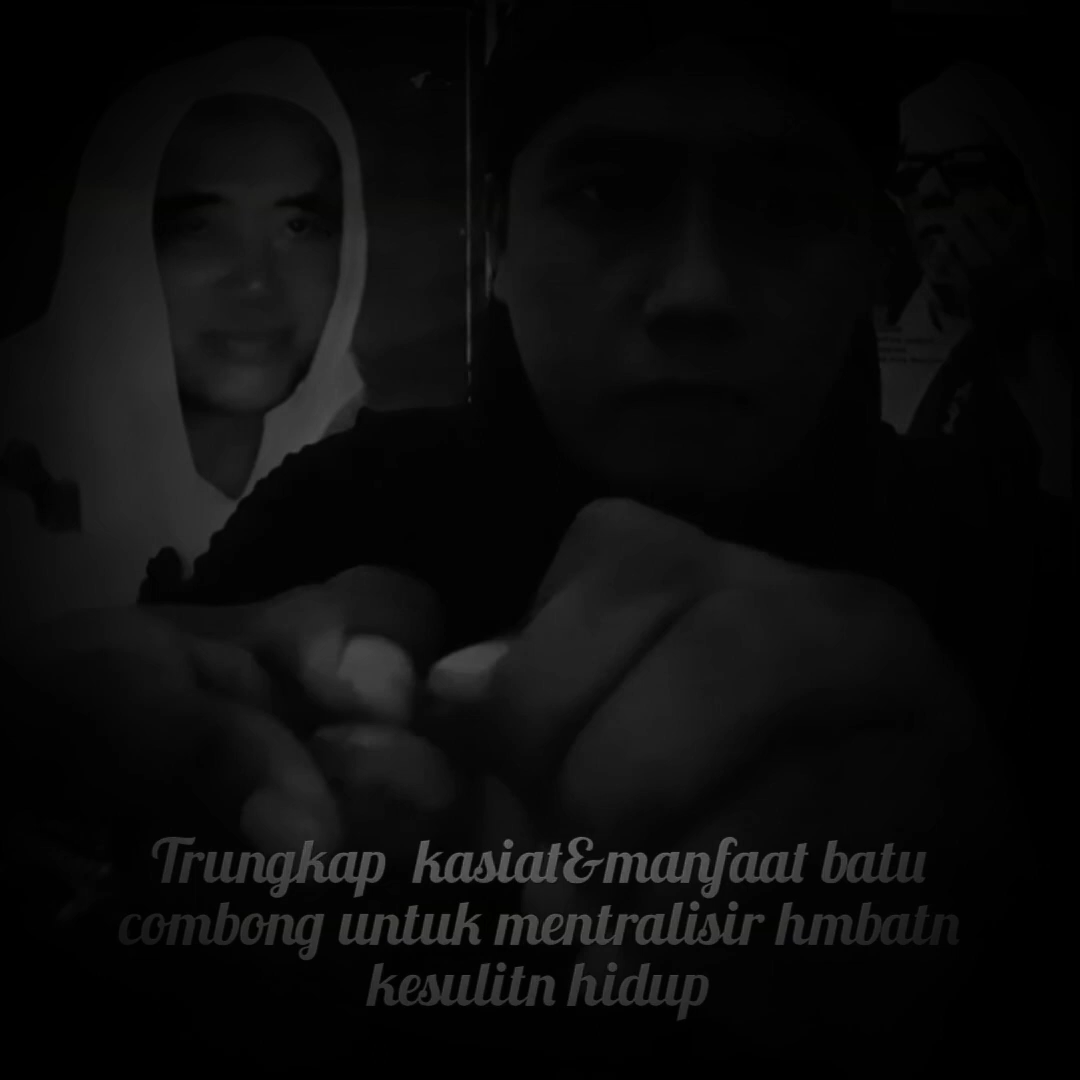 Trungkap kasiat&manfaat batu
combong untuk mentralisir hmbatn
kesulitn hidup